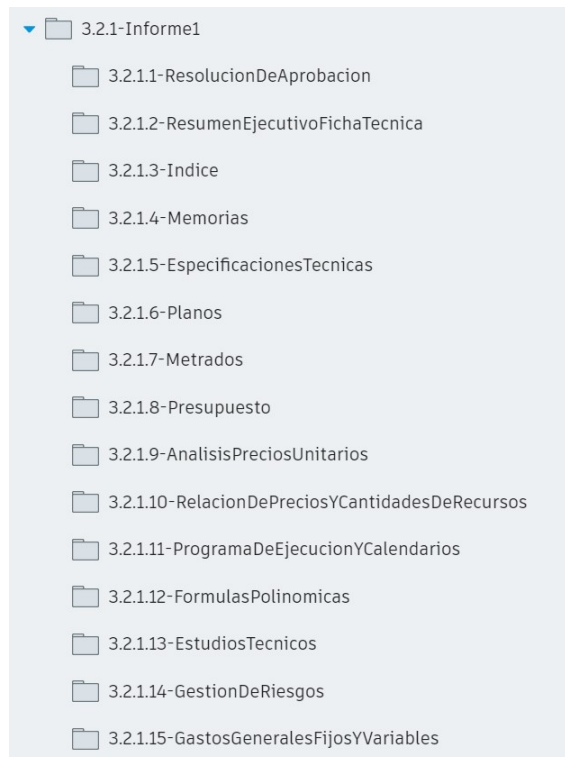 3.2.1-Informe1
3.2.1.1-ResolucionDeAprobacion
3.2.1.2-ResumenEjecutivoFichaTecnica
3.2.1.3-Indice
3.2.1.4-Memorias
3.2.1.5-EspecificacionesTecnicas
3.2.1.6-Planos
3.2.1.7-Metrados
3.2.1.8-Presupuesto
3.2.1.9-AnalisisPreciosUnitarios
3.2.1.10-RelacionDePreciosYCantidadesDeRecursos
3.2.1.11-ProgramaDeEjecucionYCalendarios
3.2.1.12-FormulasPolinomicas
3.2.1.13-EstudiosTecnicos
3.2.1.14-GestionDeRiesgos
3.2.1.15-GastosGeneralesFijosYVariables